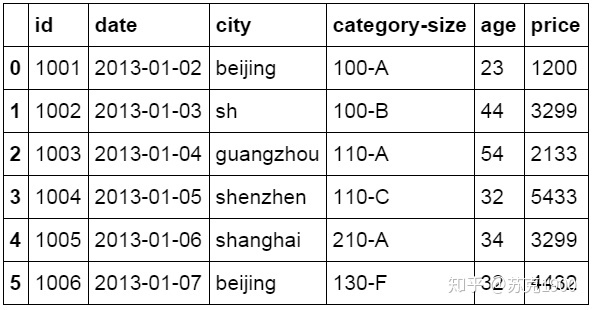 id date city category-size age price
0 1001 2013-01-02 beijing 100-A 23 1200
1 1002 2013-01-03 sh 100-B 44 3299
2 1003 2013-01-04 guangzhou 110-A 54 2133
3 1004 2013-01-05 shenzhen 110-C 32 5433
4 1005 2013-01-06 shanghai 210-A 34 3299
5 1006 2013-01-07 beijing 130-F 32 4432
知乎